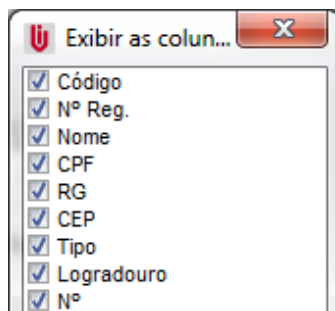 Exibir as colun...
Código
Nº Reg.
Nome
CPF
RG
CEP
Tipo
Logradouro
Nº